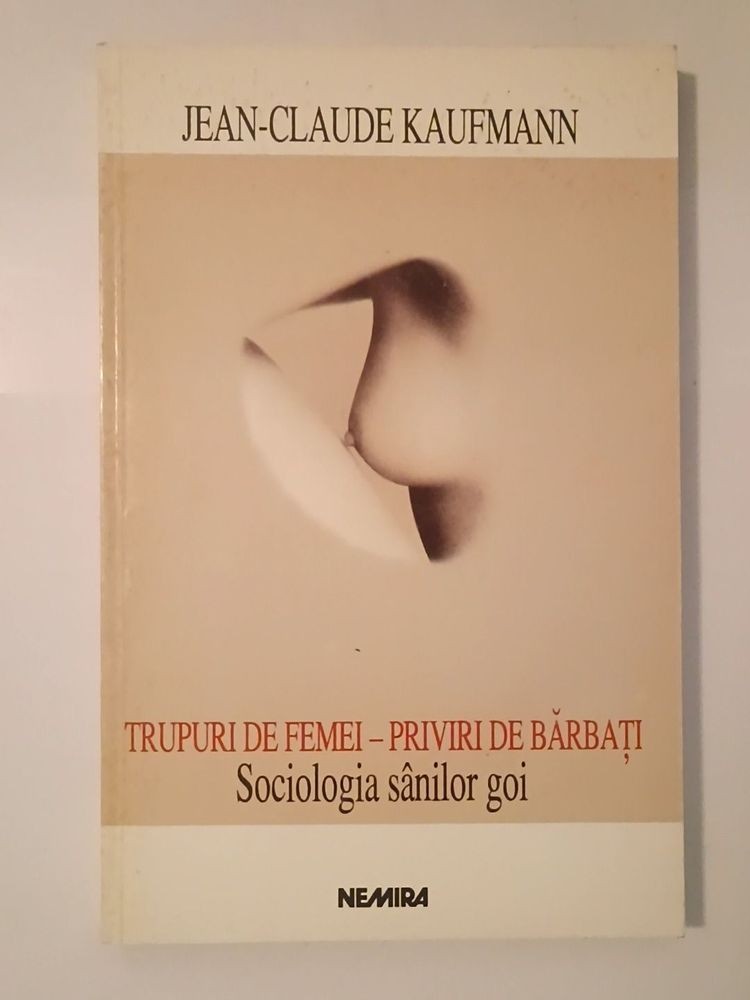 JEAN-CLAUDE KAUFMANN
TRUPURI DE FEMEI – PRIVIRI DE BĂRBAȚI
Sociologia sânilor goi
NEMIRA